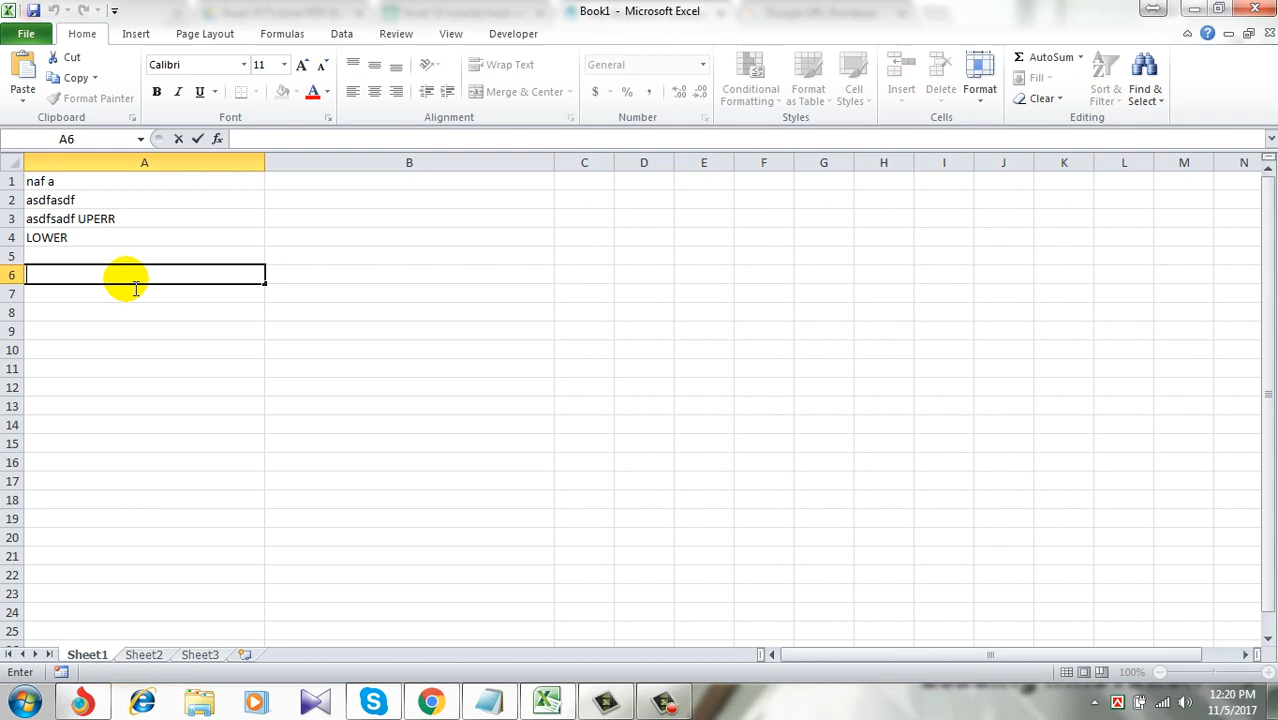 Book1 - Microsoft Excel
File Home Insert Page Layout Formulas Data Review View Developer
Paste
Cut
Copy
Format Painter
Clipboard
Calibri 11
B I U
Font
Wrap Text
Merge & Center
Alignment
General
$ % ,
Number
Conditional Formatting
Format as Table
Cell Styles
Styles
Insert
Delete
Format
Cells
AutoSum
Fill
Clear
Sort & Filter
Find & Select
Editing
A6 fx
A B C D E F G H I J K L M N
1 naf a
2 asdfasdf
3 asdfsadf UPERR
4 LOWER
5
6
7
8
9
10
11
12
13
14
15
16
17
18
19
20
21
22
23
24
25
Sheet1 Sheet2 Sheet3
Enter 100%
12:20 PM
11/5/2017